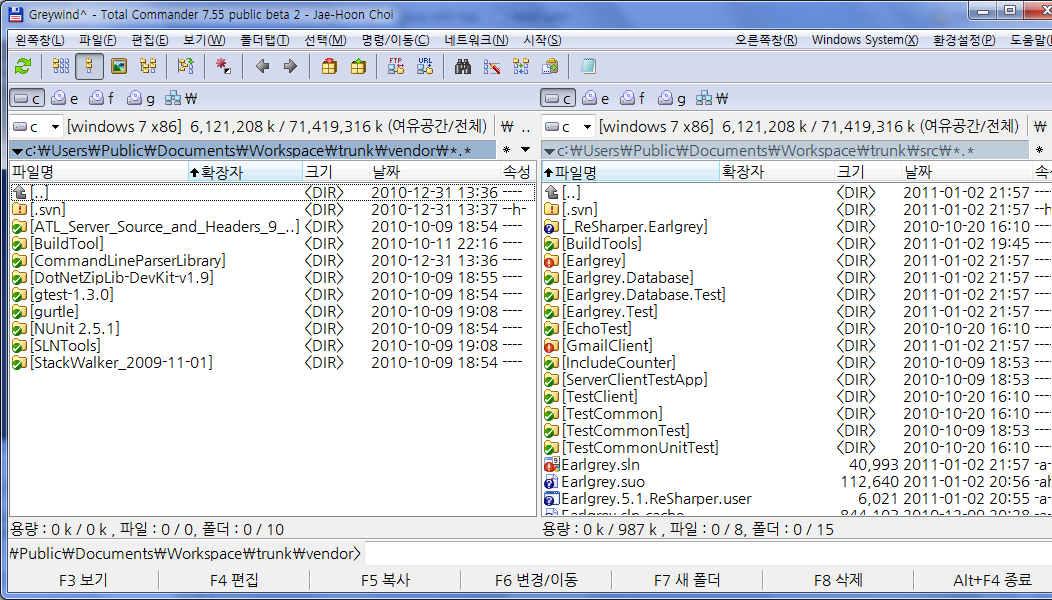 Greywind^ - Total Commander 7.55 public beta 2 - Jae-Hoon Choi
왼쪽창(L) 파일(F) 편집(E) 보기(W) 폴더탭(T) 선택(M) 명령/이동(C) 네트워크(N) 시작(S) 오른쪽창(R) Windows System(X) 환경설정(P) 도움말(
FTP URL
c e f g ₩ c e f g ₩
c [windows 7 x86] 6,121,208 k / 71,419,316 k (여유공간/전체) ₩ .. c [windows 7 x86] 6,121,208 k / 71,419,316 k (여유공간/전체) ₩
c:₩Users₩Public₩Documents₩Workspace₩trunk₩vendor₩*.* * c:₩Users₩Public₩Documents₩Workspace₩trunk₩src₩*.* *
파일명 확장자 크기 날짜 속성 파일명 확장자 크기 날짜 속
[..] <DIR> 2010-12-31 13:36 ---- [..] <DIR> 2011-01-02 21:57 ---
[.svn] <DIR> 2010-12-31 13:37 --h- [.svn] <DIR> 2011-01-02 21:57 --h
[ATL_Server_Source_and_Headers_9_..] <DIR> 2010-10-09 18:54 ---- [_ReSharper.Earlgrey] <DIR> 2010-10-20 16:10 ---
[BuildTool] <DIR> 2010-10-11 22:16 ---- [BuildTools] <DIR> 2011-01-02 19:45 ---
[CommandLineParserLibrary] <DIR> 2010-12-31 13:36 ---- [Earlgrey] <DIR> 2011-01-02 21:57 ---
[DotNetZipLib-DevKit-v1.9] <DIR> 2010-10-09 18:55 ---- [Earlgrey.Database] <DIR> 2011-01-02 21:57 ---
[gtest-1.3.0] <DIR> 2010-10-09 18:54 ---- [Earlgrey.Database.Test] <DIR> 2011-01-02 21:57 ---
[gurtle] <DIR> 2010-10-09 19:08 ---- [Earlgrey.Test] <DIR> 2011-01-02 21:57 ---
[NUnit 2.5.1] <DIR> 2010-10-09 18:54 ---- [EchoTest] <DIR> 2010-10-20 16:10 ---
[SLNTools] <DIR> 2010-10-09 19:08 ---- [GmailClient] <DIR> 2011-01-02 21:57 ---
[StackWalker_2009-11-01] <DIR> 2010-10-09 18:54 ---- [IncludeCounter] <DIR> 2010-10-09 18:53 ---
[ServerClientTestApp] <DIR> 2010-10-09 18:53 ---
[TestClient] <DIR> 2010-10-20 16:10 ---
[TestCommon] <DIR> 2010-10-20 16:10 ---
[TestCommonTest] <DIR> 2010-10-09 18:53 ---
[TestCommonUnitTest] <DIR> 2010-10-20 16:10 ---
Earlgrey.sln 40,993 2011-01-02 21:57 -a-
Earlgrey.suo 112,640 2011-01-02 20:56 -ah
Earlgrey.5.1.ReSharper.user 6,021 2011-01-02 20:55 -a-
Earlgrey.sln.cache 844,103 2010-12-09 20:28 -a-
용량 : 0 k / 0 k , 파일 : 0 / 0, 폴더 : 0 / 10 용량 : 0 k / 987 k , 파일 : 0 / 8, 폴더 : 0 / 15
₩Public₩Documents₩Workspace₩trunk₩vendor>
F3 보기 F4 편집 F5 복사 F6 변경/이동 F7 새 폴더 F8 삭제 Alt+F4 종료